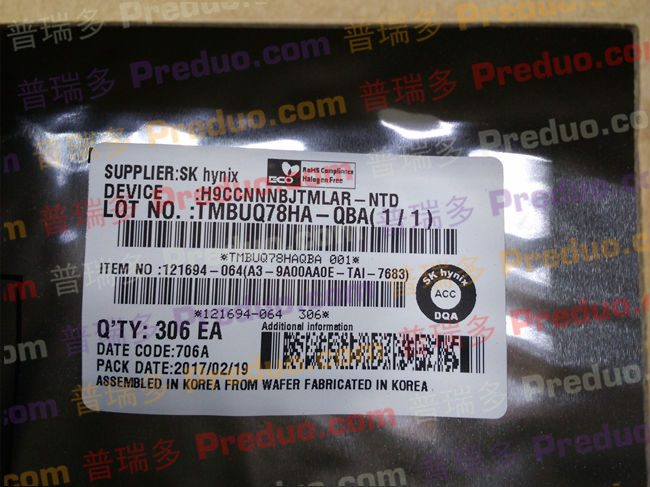 普瑞多 Preduo.com
SUPPLIER:SK hynix
ECO
RoHS Compliance
Halogen Free
DEVICE :H9CCNNNBJTMLAR-NTD
LOT NO. :TMBUQ78HA-QBA(1/1)
*TMBUQ78HAQBA 001*
ITEM NO :121694-064(A3-9A00AA0E-TAI-7683)
*121694-064 306*
SK hynix
ACC
DQA
Q'TY: 306 EA
Additional information
DATE CODE:706A
PACK DATE:2017/02/19
ASSEMBLED IN KOREA FROM WAFER FABRICATED IN KOREA